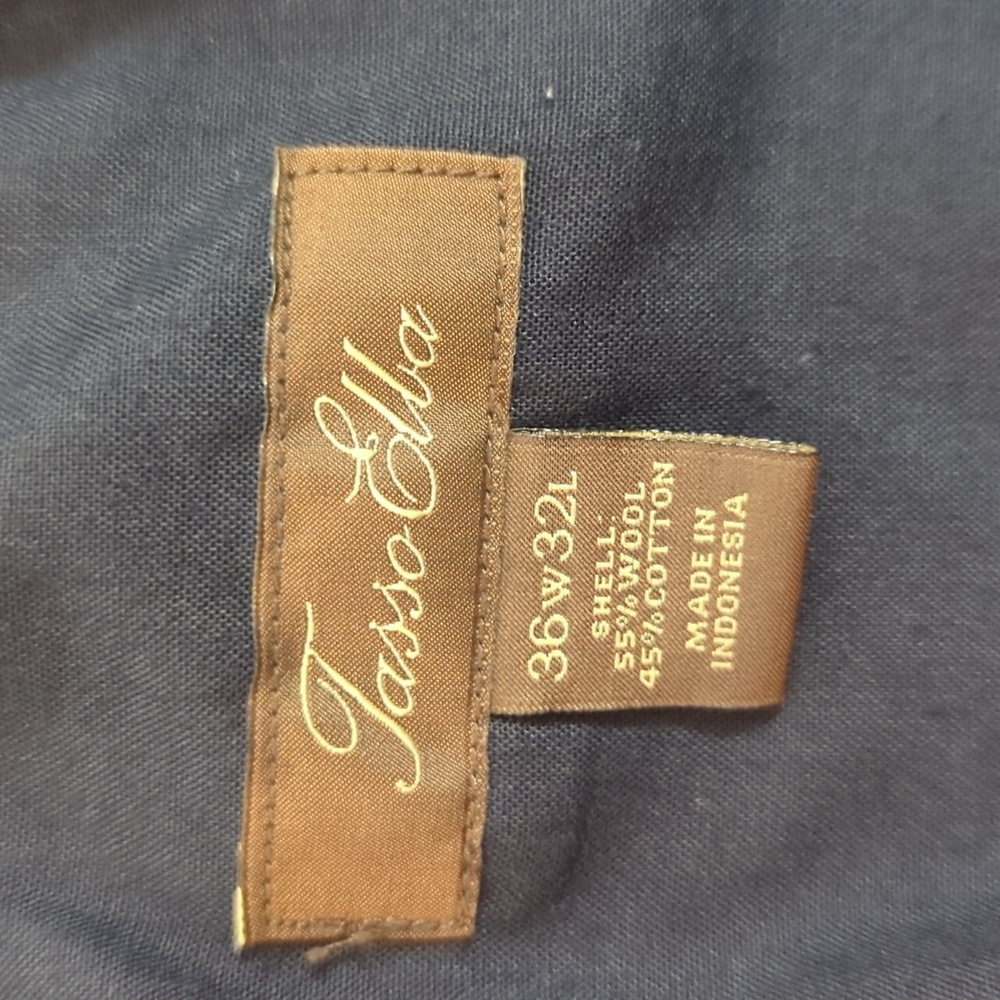 Tasso Elba
36W32L
SHELL:
55% WOOL
45% COTTON
MADE IN
INDONESIA